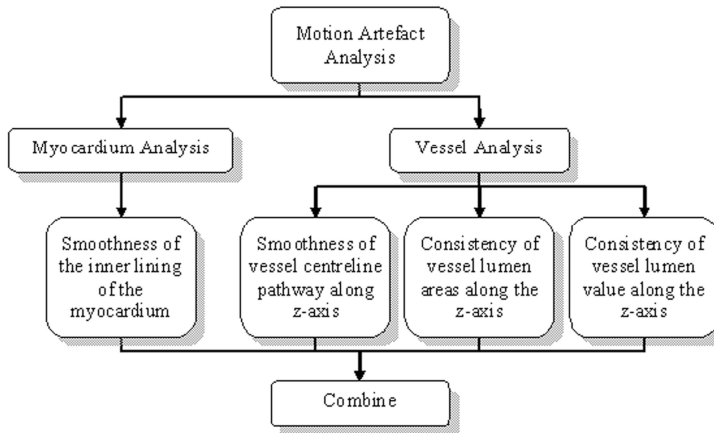 Motion Artefact
Analysis
Myocardium Analysis
Vessel Analysis
Smoothness of
the inner lining
of the
myocardium
Smoothness of
vessel centreline
pathway along
z-axis
Consistency of
vessel lumen
areas along the
z-axis
Consistency of
vessel lumen
value along the
z-axis
Combine